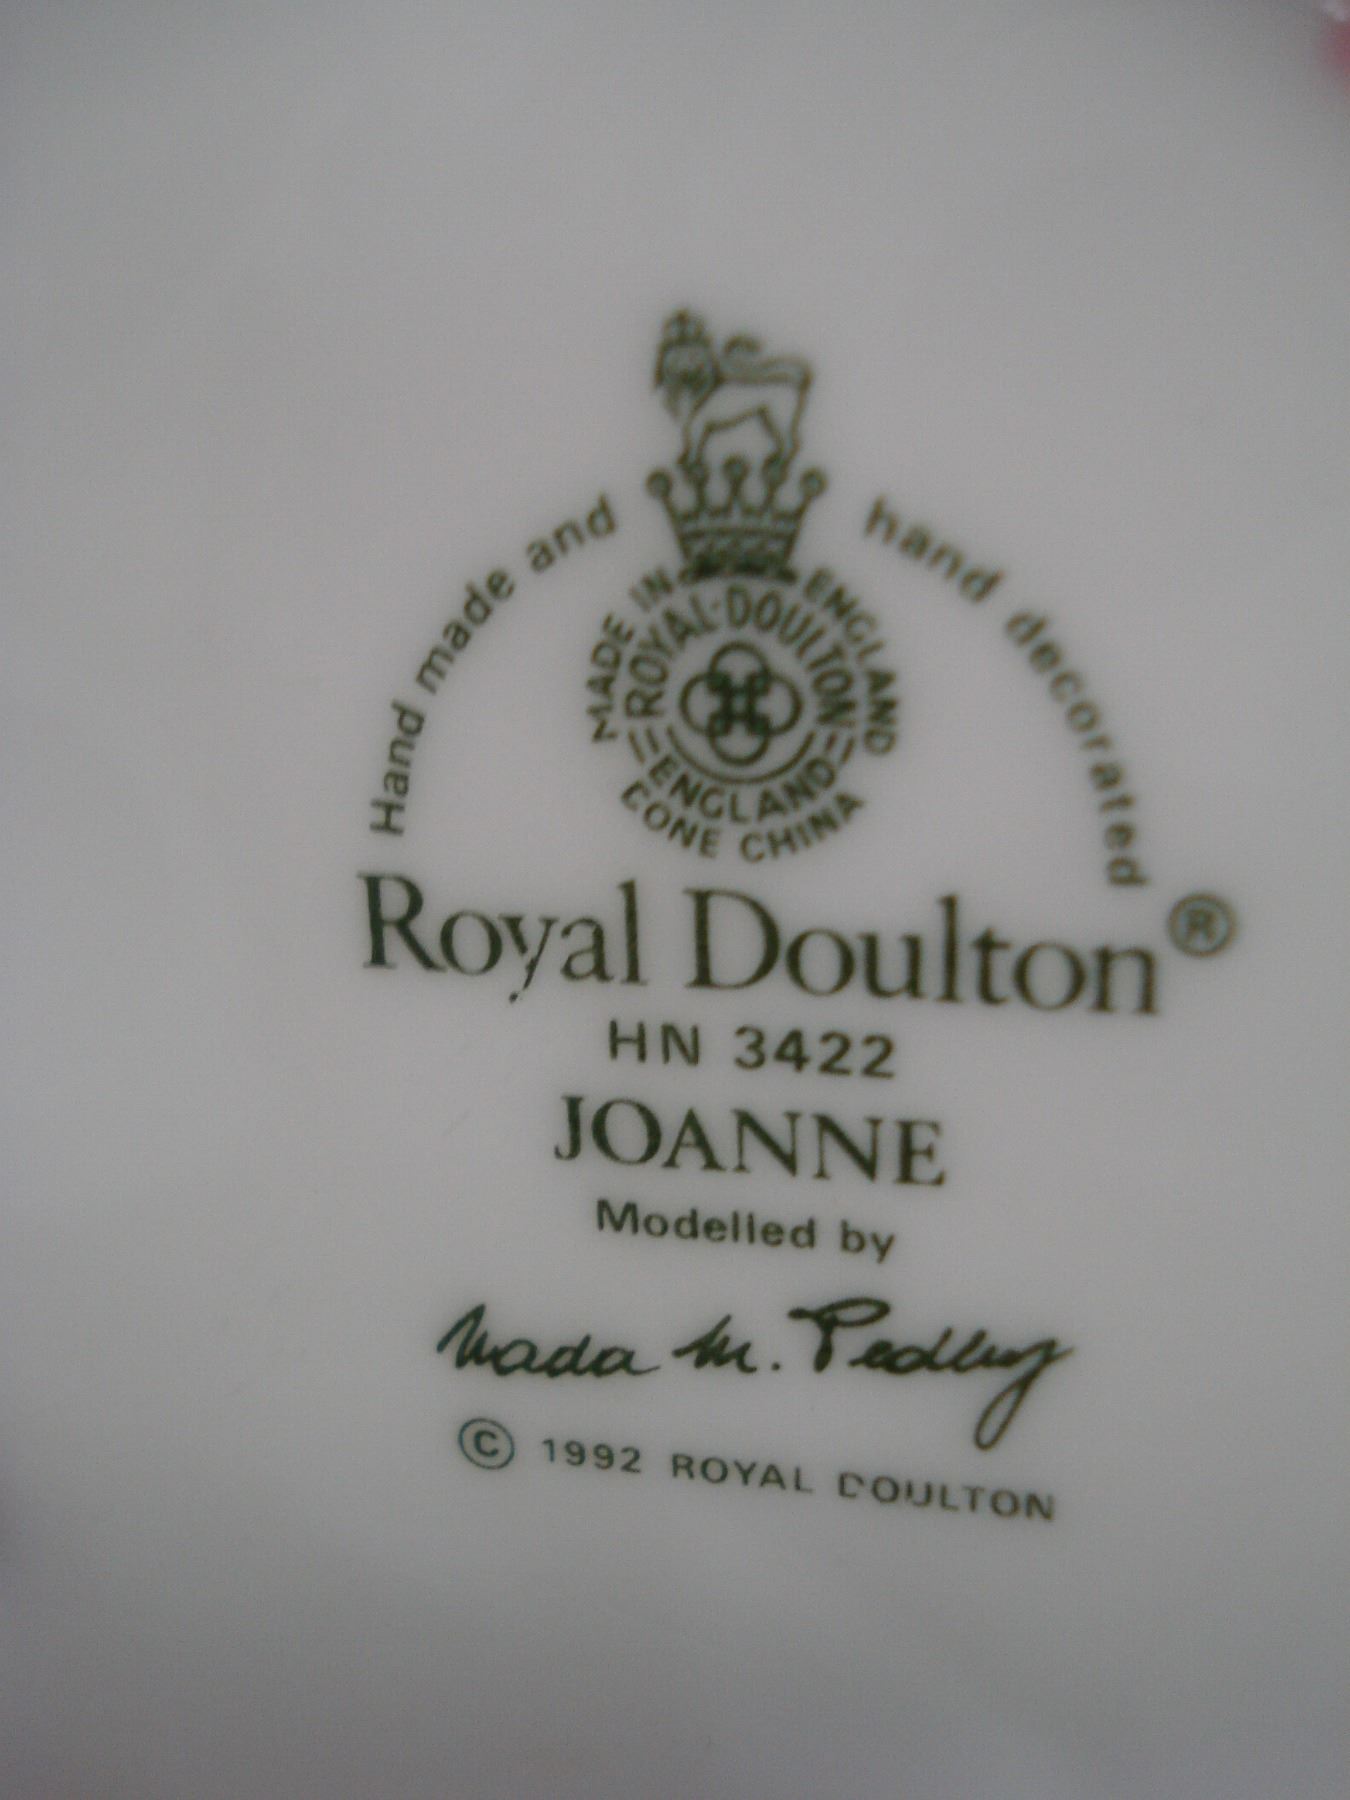 Hand made and hand decorated
MADE IN ENGLAND
ROYAL·DOULTON
ENGLAND
BONE CHINA
Royal Doulton®
HN 3422
JOANNE
Modelled by
Nada M. Pedley
© 1992 ROYAL DOULTON